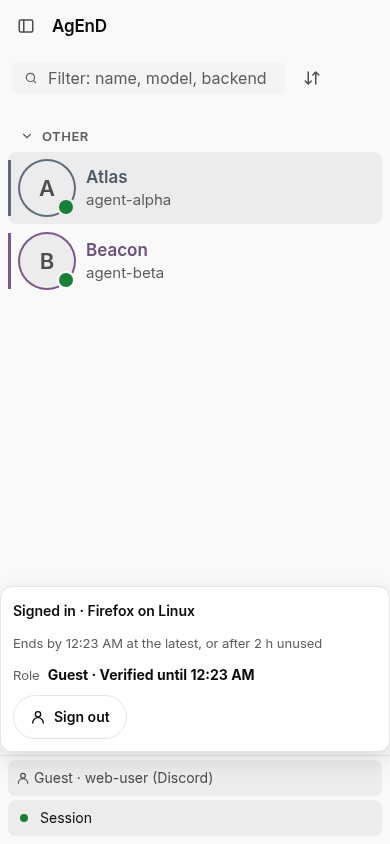 AgEnD
Filter: name, model, backend
OTHER
A
Atlas
agent-alpha
B
Beacon
agent-beta
Signed in · Firefox on Linux
Ends by 12:23 AM at the latest, or after 2 h unused
Role Guest · Verified until 12:23 AM
Sign out
Guest · web-user (Discord)
Session